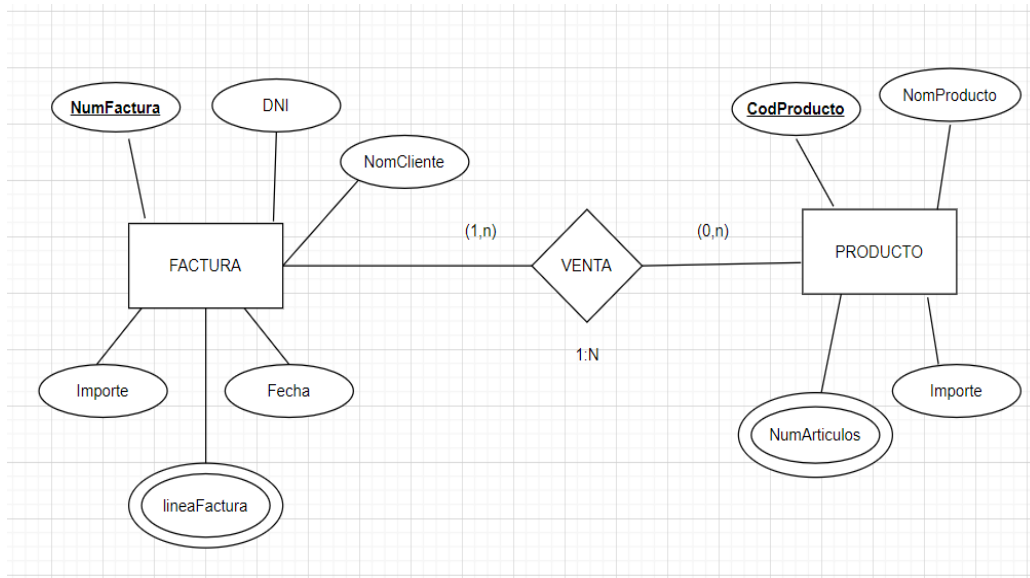 NumFactura
DNI
NomCliente
CodProducto
NomProducto
(1,n)
(0,n)
FACTURA
VENTA
PRODUCTO
1:N
Importe
Fecha
Importe
NumArticulos
lineaFactura